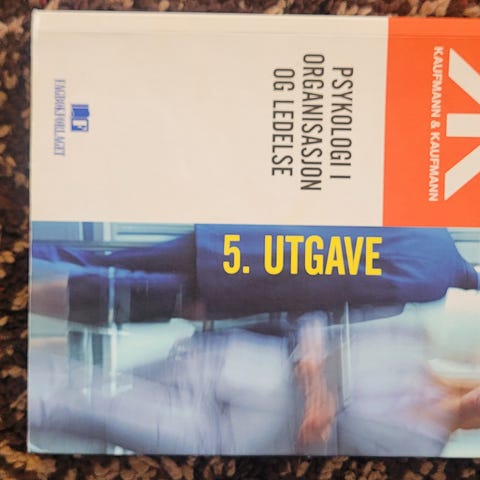 KAUFMANN & KAUFMANN
PSYKOLOGI I
ORGANISASJON
OG LEDELSE
5. UTGAVE
FAGBOKFORLAGET